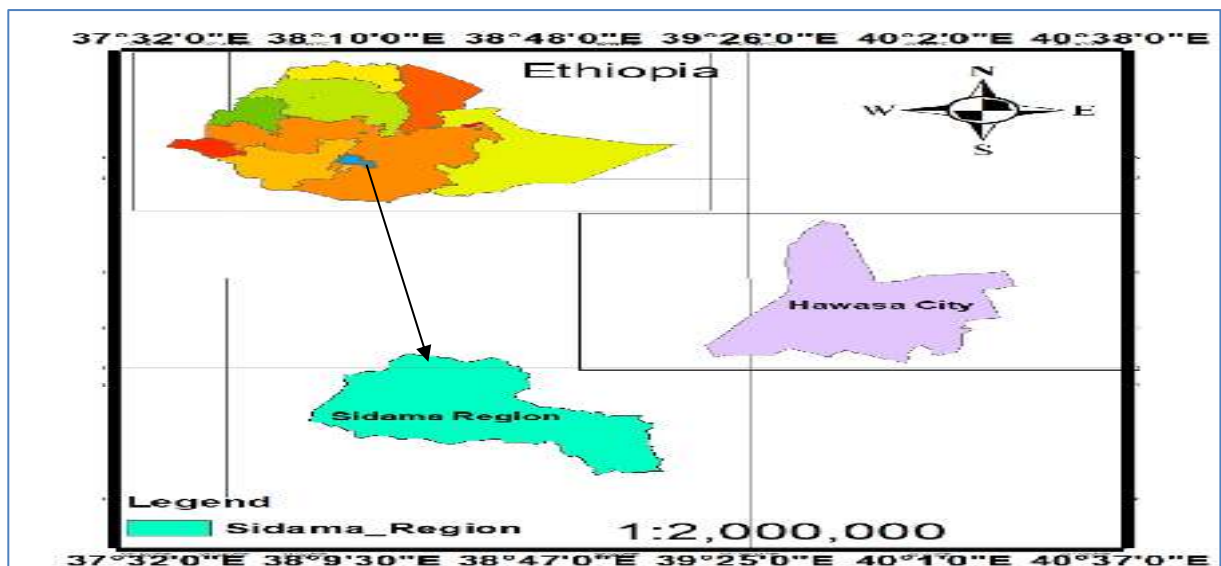 37°32'0"E 38°10'0"E 38°48'0"E 39°26'0"E 40°2'0"E 40°38'0"E
Ethiopia
N
W E
S
Hawasa City
Sidama Region
Legend
Sidama_Region 1:2,000,000
37°32'0"E 38°9'30"E 38°47'0"E 39°25'0"E 40°1'0"E 40°37'0"E